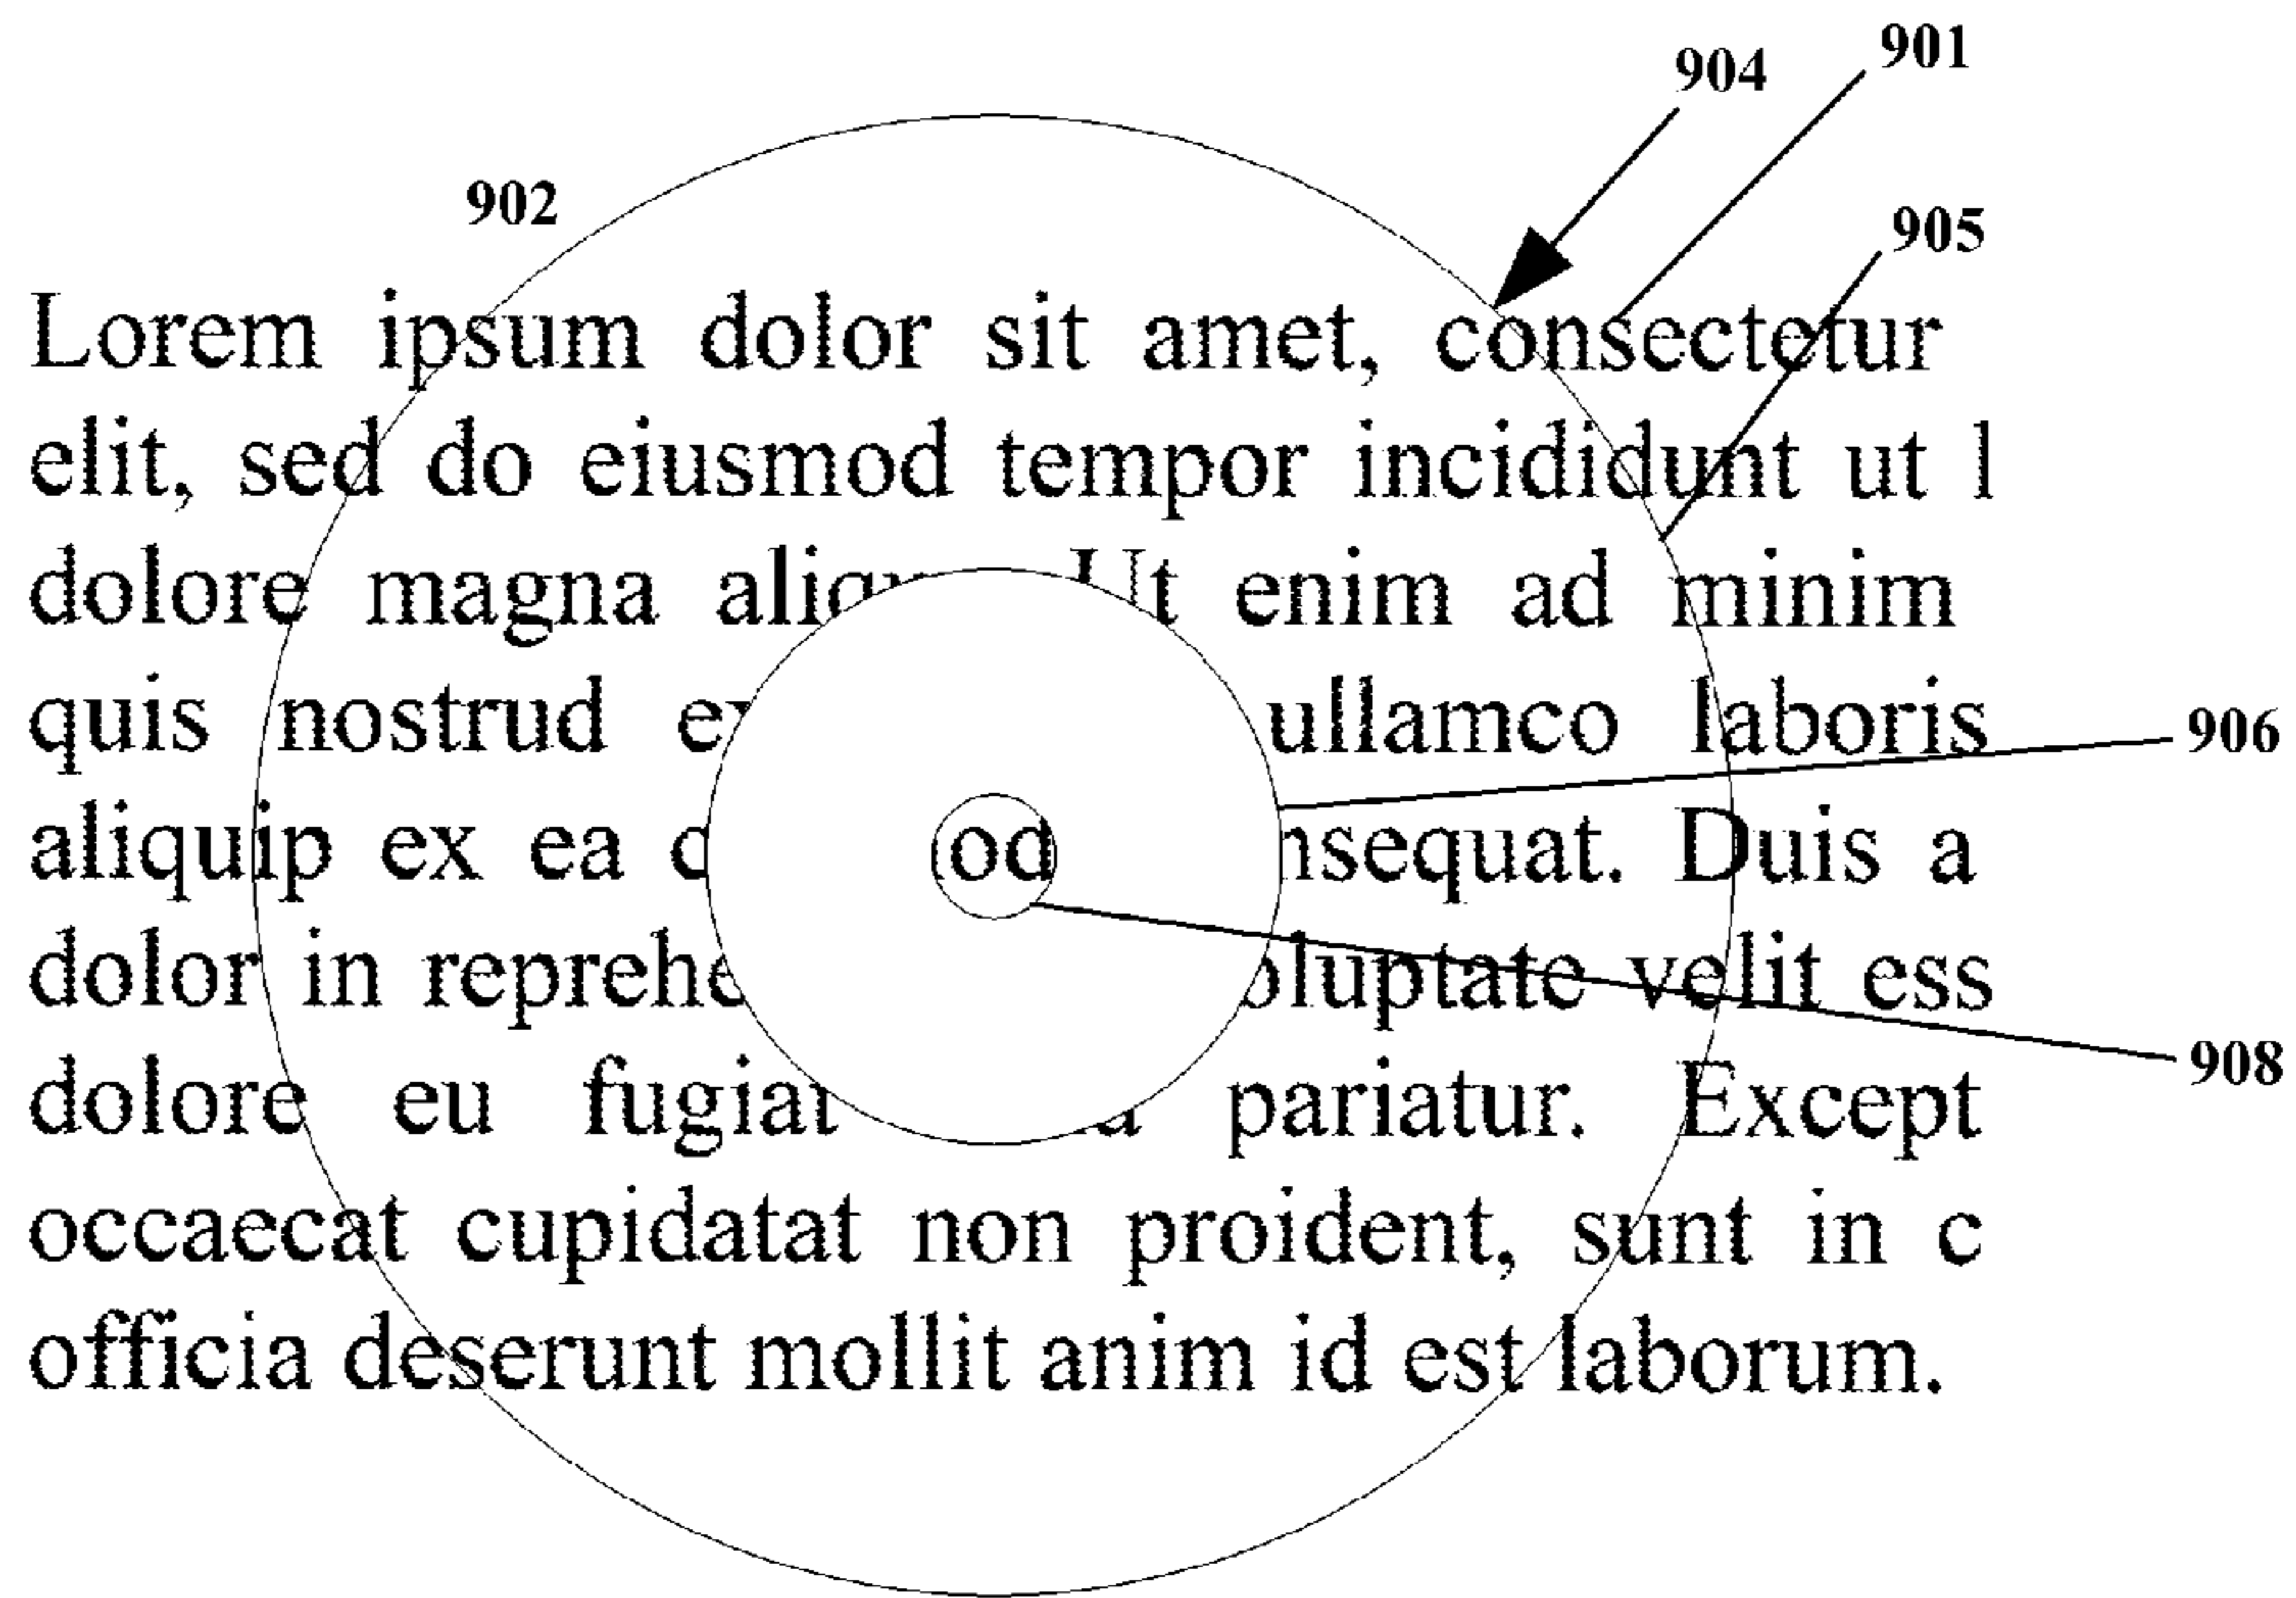 904
901
902
905
Lorem ipsum dolor sit amet, consectetur
elit, sed do eiusmod tempor incididunt ut l
dolore magna Ut enim ad minim
quis nostrud ullamco laboris
906
aliquip ex ea od nsequat. Duis a
dolor in reprehe oluptate velit ess
908
dolore eu fugiat pariatur. Except
occaecat cupidatat non proident, sunt in c
officia deserunt mollit anim id est laborum.